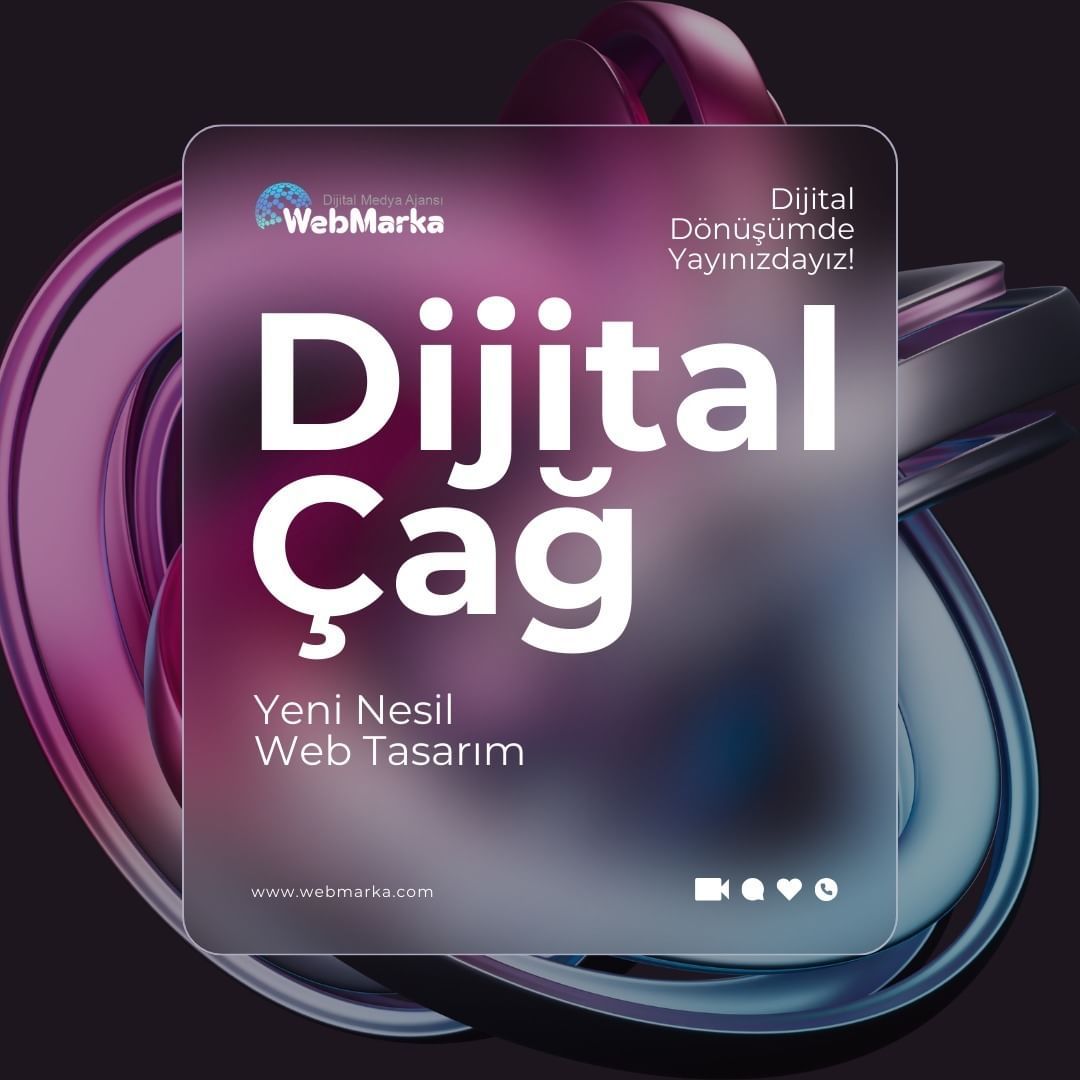 Dijital Medya Ajansı
WebMarka
Dijital
Dönüşümde
Yayınızdayız!
Dijital
Çağ
Yeni Nesil
Web Tasarım
www.webmarka.com